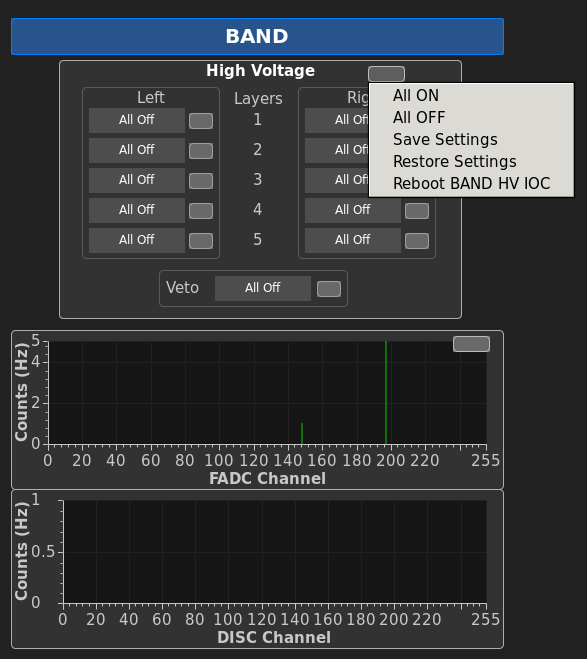 BAND
High Voltage
All ON
All OFF
Save Settings
Restore Settings
Reboot BAND HV IOC
Left Layers Rig
All Off 1 All Off
All Off 2 All Off
All Off 3 All Off
All Off 4 All Off
All Off 5 All Off
Veto All Off
Counts (Hz)
5
4
2
0
0 20 40 60 80 100 120 140 160 180 200 220 255
FADC Channel
Counts (Hz)
1
0.5
0
0 20 40 60 80 100 120 140 160 180 200 220 255
DISC Channel